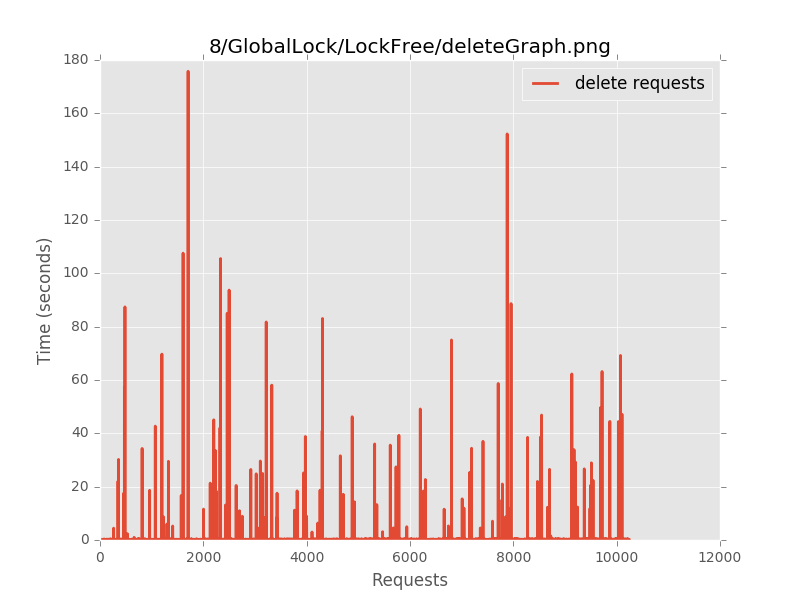 8/GlobalLock/LockFree/deleteGraph.png
delete requests
Time (seconds)
180
160
140
120
100
80
60
40
20
0
0 2000 4000 6000 8000 10000 12000
Requests